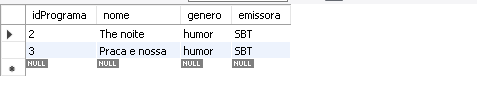 idPrograma nome genero emissora
2 The noite humor SBT
3 Praca e nossa humor SBT
NULL NULL NULL NULL